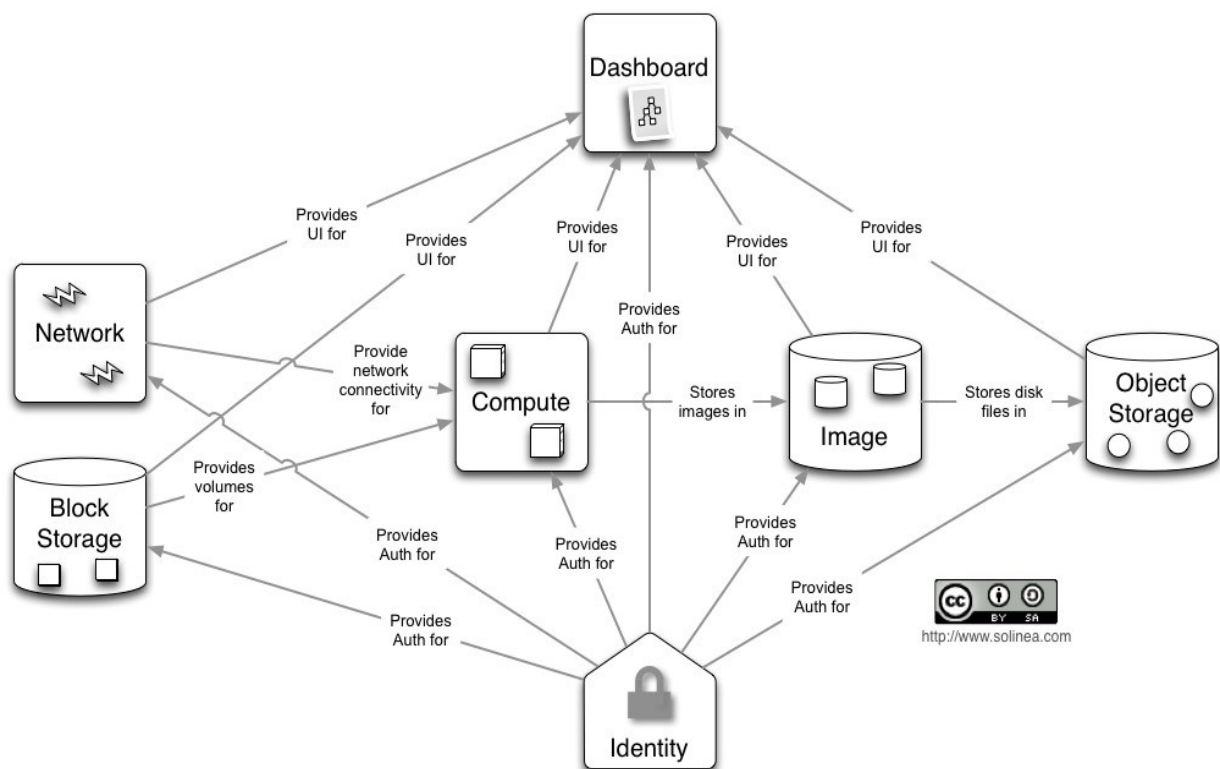 Dashboard
Provides
UI for
Provides
UI for
Provides
UI for
Provides
UI for
Provides
UI for
Network
Provides
Auth for
Provide
network
connectivity
for
Compute
Stores
images in
Image
Stores disk
files in
Object
Storage
Block
Storage
Provides
volumes
for
Provides
Auth for
Provides
Auth for
Provides
Auth for
Provides
Auth for
Provides
Auth for
Identity
cc
BY SA
http://www.solinea.com